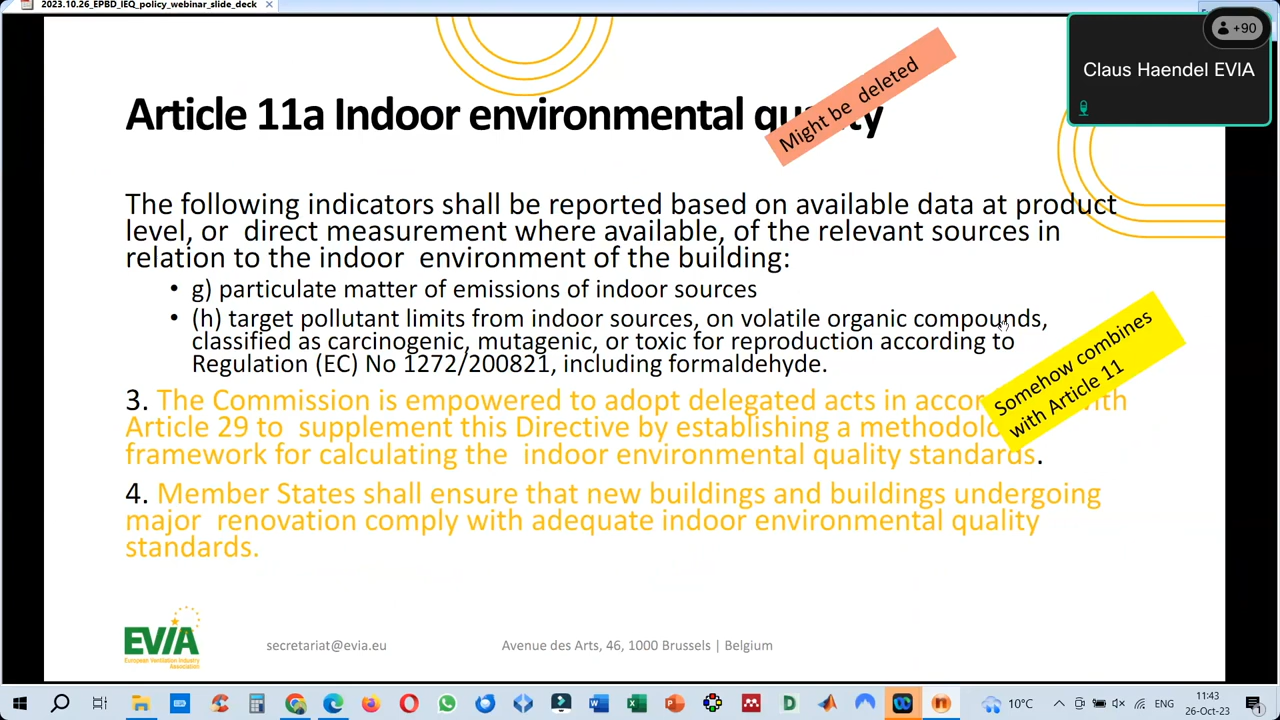 2023.10.26_EPBD_IEQ_policy_webinar_slide_deck
+90
Claus Haendel EVIA
Might be deleted
Article 11a Indoor environmental quality
The following indicators shall be reported based on available data at product
level, or direct measurement where available, of the relevant sources in
relation to the indoor environment of the building:
• g) particulate matter of emissions of indoor sources
• (h) target pollutant limits from indoor sources, on volatile organic compounds,
classified as carcinogenic, mutagenic, or toxic for reproduction according to
Regulation (EC) No 1272/200821, including formaldehyde.
Somehow combines
with Article 11
3. The Commission is empowered to adopt delegated acts in accor with
Article 29 to supplement this Directive by establishing a methodolo
framework for calculating the indoor environmental quality standards.
4. Member States shall ensure that new buildings and buildings undergoing
major renovation comply with adequate indoor environmental quality
standards.
EVIA
European Ventilation Industry
Association
secretariat@evia.eu
Avenue des Arts, 46, 1000 Brussels | Belgium
10°C
ENG
11:43
26-Oct-23
1